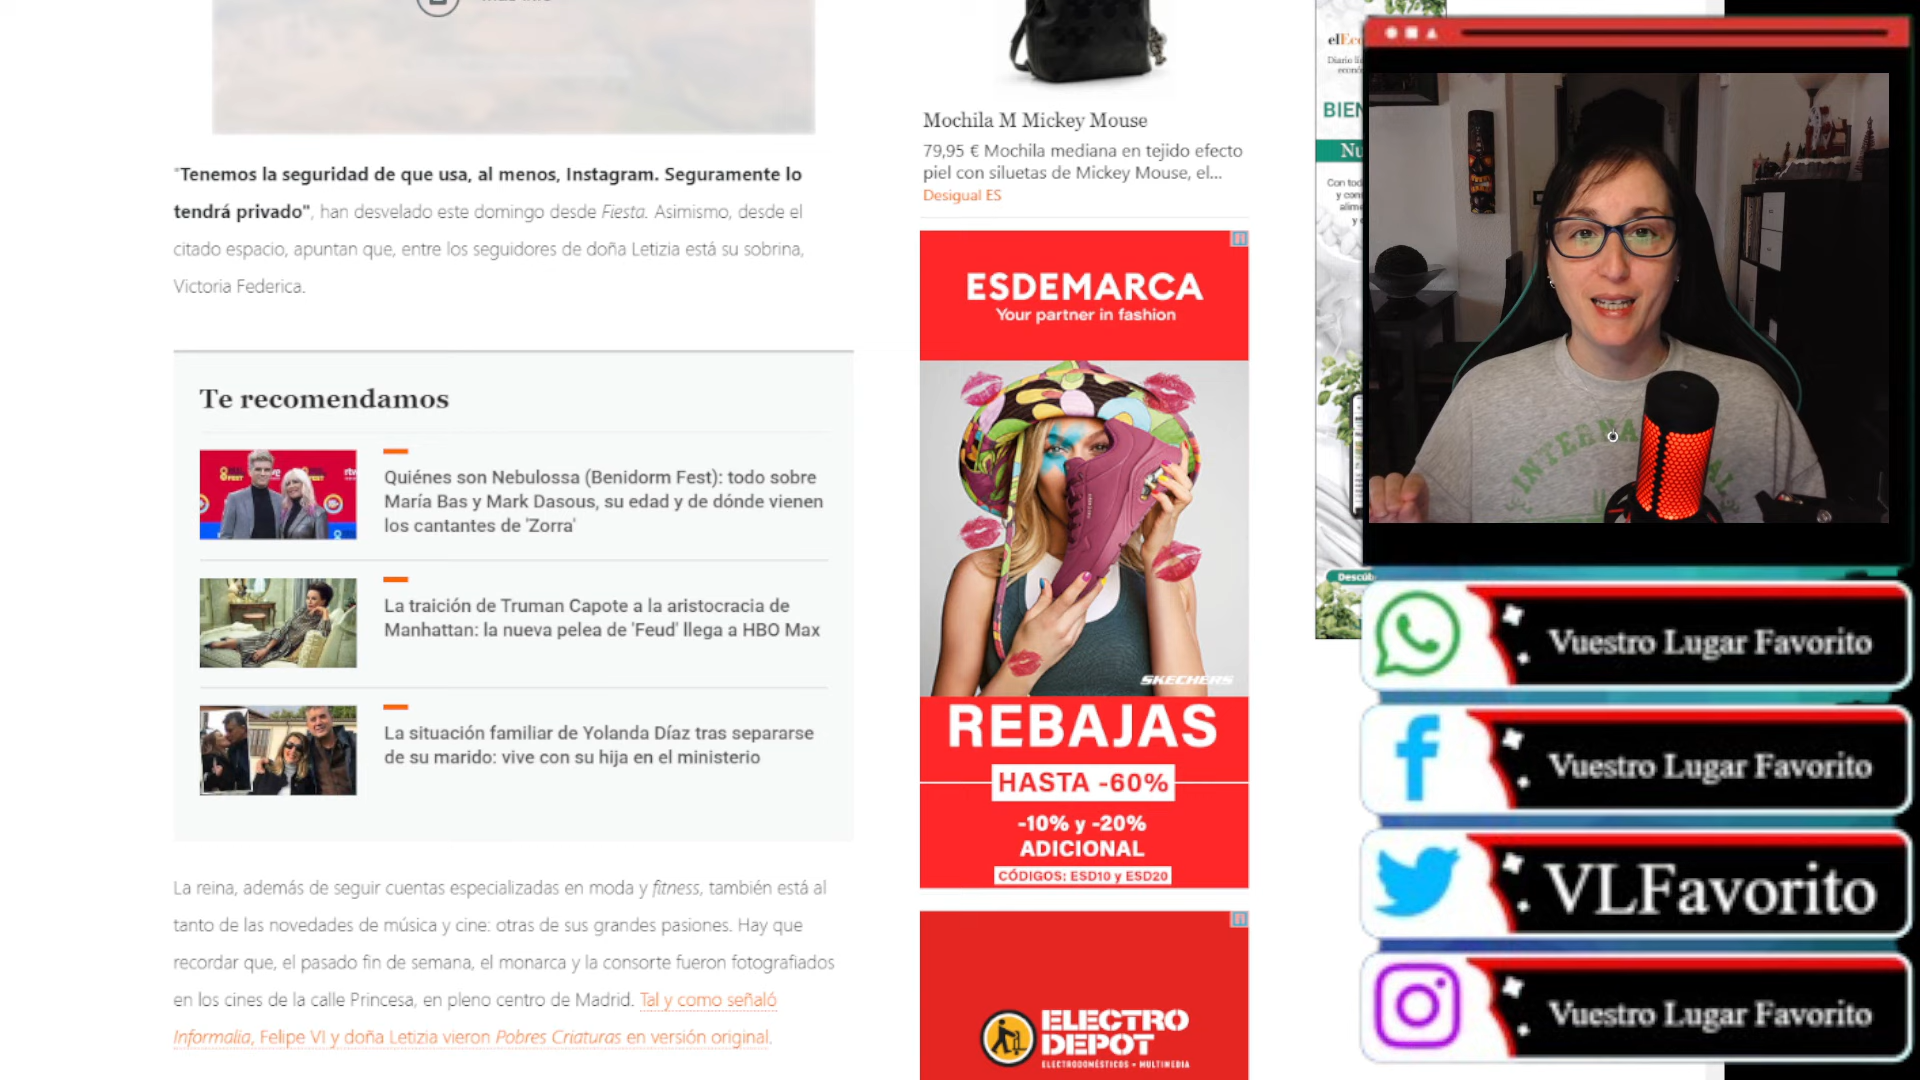 "Tenemos la seguridad de que usa, al menos, Instagram. Seguramente lo
tendrá privado", han desvelado este domingo desde Fiesta. Asimismo, desde el
citado espacio, apuntan que, entre los seguidores de doña Letizia está su sobrina,
Victoria Federica.
Te recomendamos
Quiénes son Nebulossa (Benidorm Fest): todo sobre
María Bas y Mark Dasous, su edad y de dónde vienen
los cantantes de 'Zorra'
La traición de Truman Capote a la aristocracia de
Manhattan: la nueva pelea de 'Feud' llega a HBO Max
La situación familiar de Yolanda Díaz tras separarse
de su marido: vive con su hija en el ministerio
La reina, además de seguir cuentas especializadas en moda y fitness, también está al
tanto de las novedades de música y cine: otras de sus grandes pasiones. Hay que
recordar que, el pasado fin de semana, el monarca y la consorte fueron fotografiados
en los cines de la calle Princesa, en pleno centro de Madrid. Tal y como señaló
Informalia, Felipe VI y doña Letizia vieron Pobres Criaturas en versión original.
Mochila M Mickey Mouse
79,95 € Mochila mediana en tejido efecto
piel con siluetas de Mickey Mouse, el...
Desigual ES
ESDEMARCA
Your partner in fashion
SKECHERS
REBAJAS
HASTA -60%
-10% y -20%
ADICIONAL
CÓDIGOS: ESD10 y ESD20
ELECTRO
DEPOT
ELECTRODOMÉSTICOS • MULTIMEDIA
BIEN
Nu
Con tod
y con
alim
y
INTERNA
Vuestro Lugar Favorito
Vuestro Lugar Favorito
VLFavorito
Vuestro Lugar Favorito